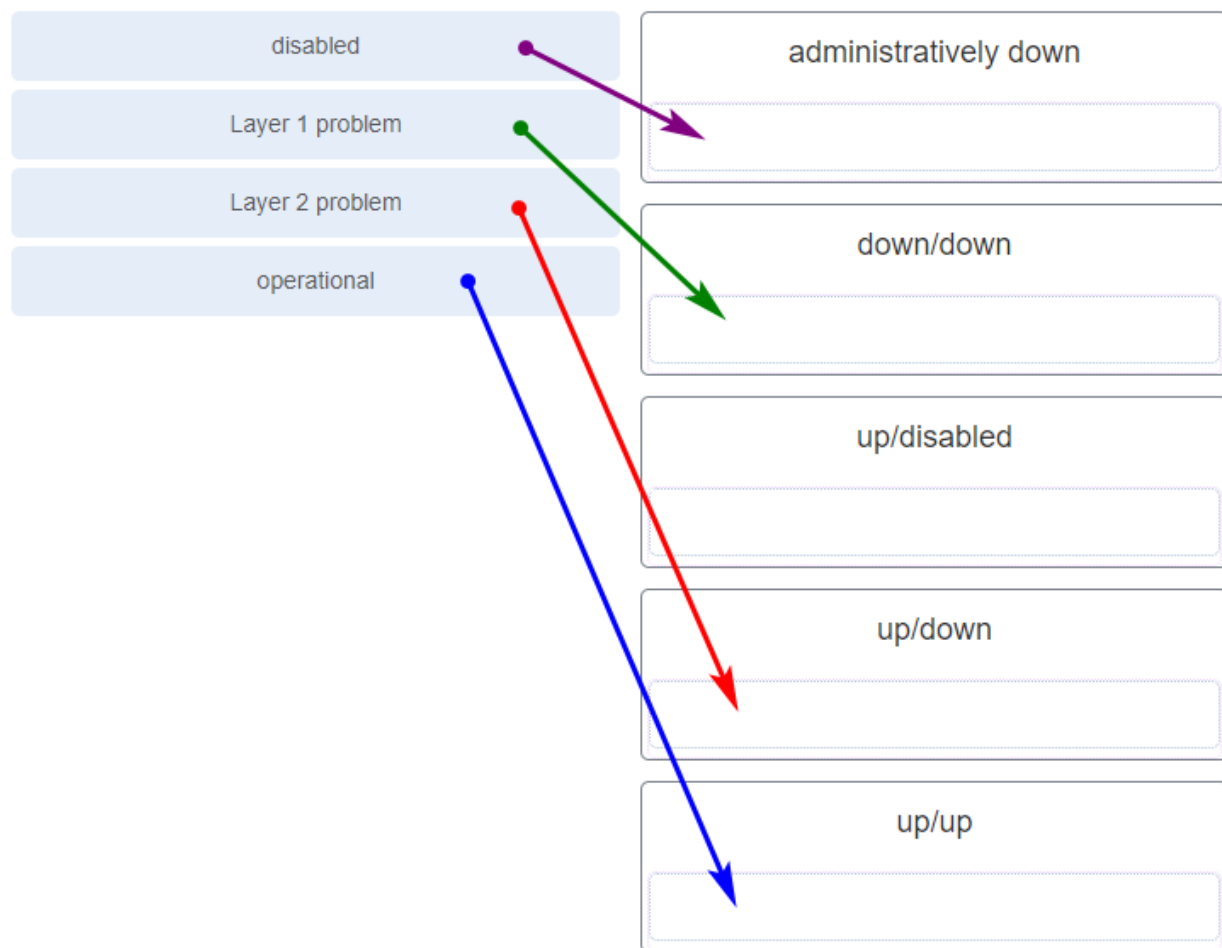 disabled
Layer 1 problem
Layer 2 problem
operational
administratively down
down/down
up/disabled
up/down
up/up